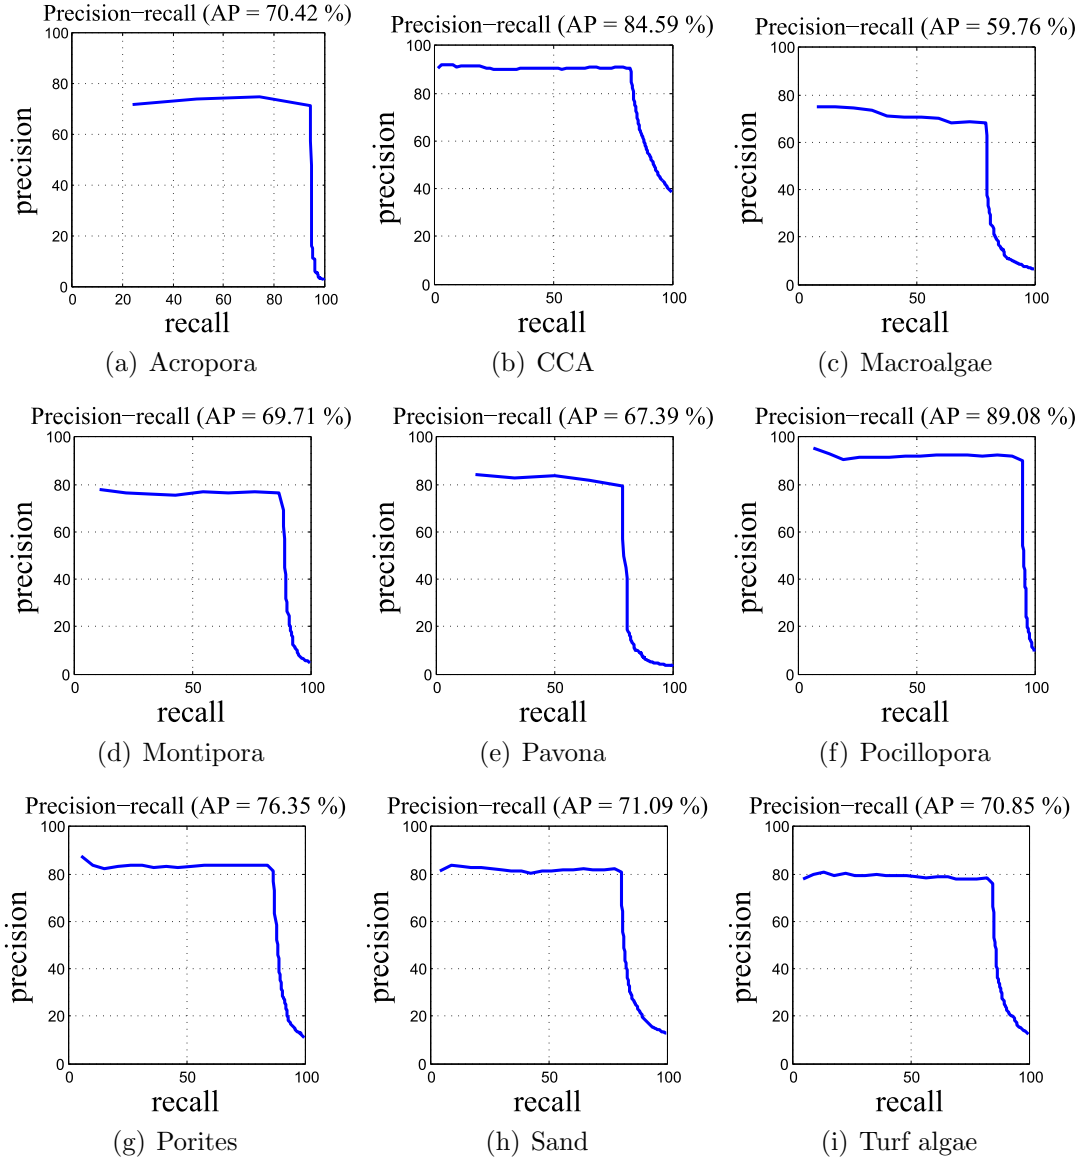 Precision−recall (AP = 70.42 %)
100
80
60
40
20
0
precision
0 20 40 60 80 100
recall
(a) Acropora
Precision−recall (AP = 84.59 %)
100
80
60
40
20
0
precision
0 50 100
recall
(b) CCA
Precision−recall (AP = 59.76 %)
100
80
60
40
20
0
precision
0 50 100
recall
(c) Macroalgae
Precision−recall (AP = 69.71 %)
100
80
60
40
20
0
precision
0 50 100
recall
(d) Montipora
Precision−recall (AP = 67.39 %)
100
80
60
40
20
0
precision
0 50 100
recall
(e) Pavona
Precision−recall (AP = 89.08 %)
100
80
60
40
20
0
precision
0 50 100
recall
(f) Pocillopora
Precision−recall (AP = 76.35 %)
100
80
60
40
20
0
precision
0 50 100
recall
(g) Porites
Precision−recall (AP = 71.09 %)
100
80
60
40
20
0
precision
0 50 100
recall
(h) Sand
Precision−recall (AP = 70.85 %)
100
80
60
40
20
0
precision
0 50 100
recall
(i) Turf algae